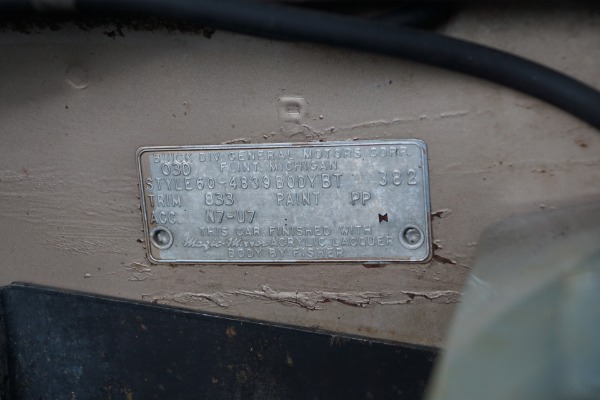 B
BUICK DIV. GENERAL MOTORS CORP.
030 FLINT, MICHIGAN
STYLE 60-4839 BODY BT 382
TRIM 833 PAINT PP
ACC. N7-U7
THIS CAR FINISHED WITH
Magic-Mirror ACRYLIC LACQUER
BODY BY FISHER